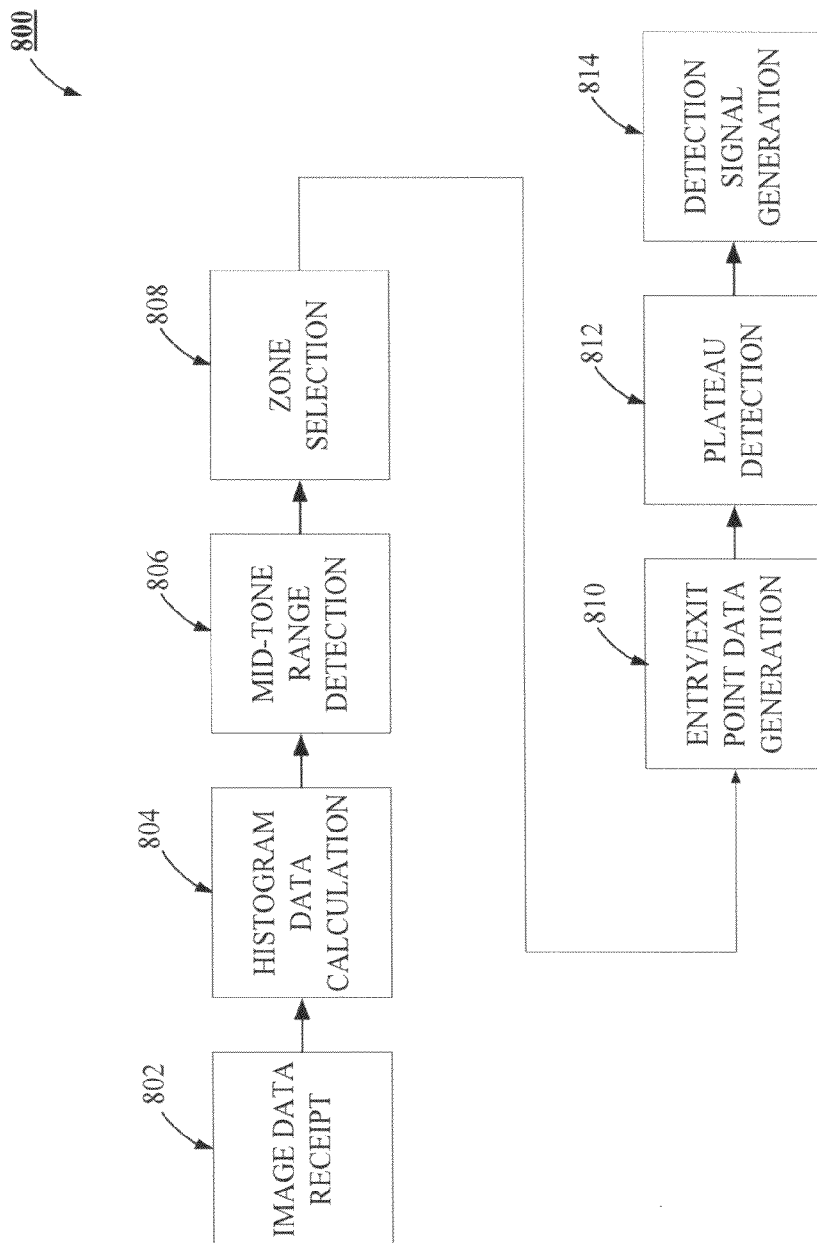 800
802
IMAGE DATA
RECEIPT
804
HISTOGRAM
DATA
CALCULATION
806
MID-TONE
RANGE
DETECTION
808
ZONE
SELECTION
810
ENTRY/EXIT
POINT DATA
GENERATION
812
PLATEAU
DETECTION
814
DETECTION
SIGNAL
GENERATION